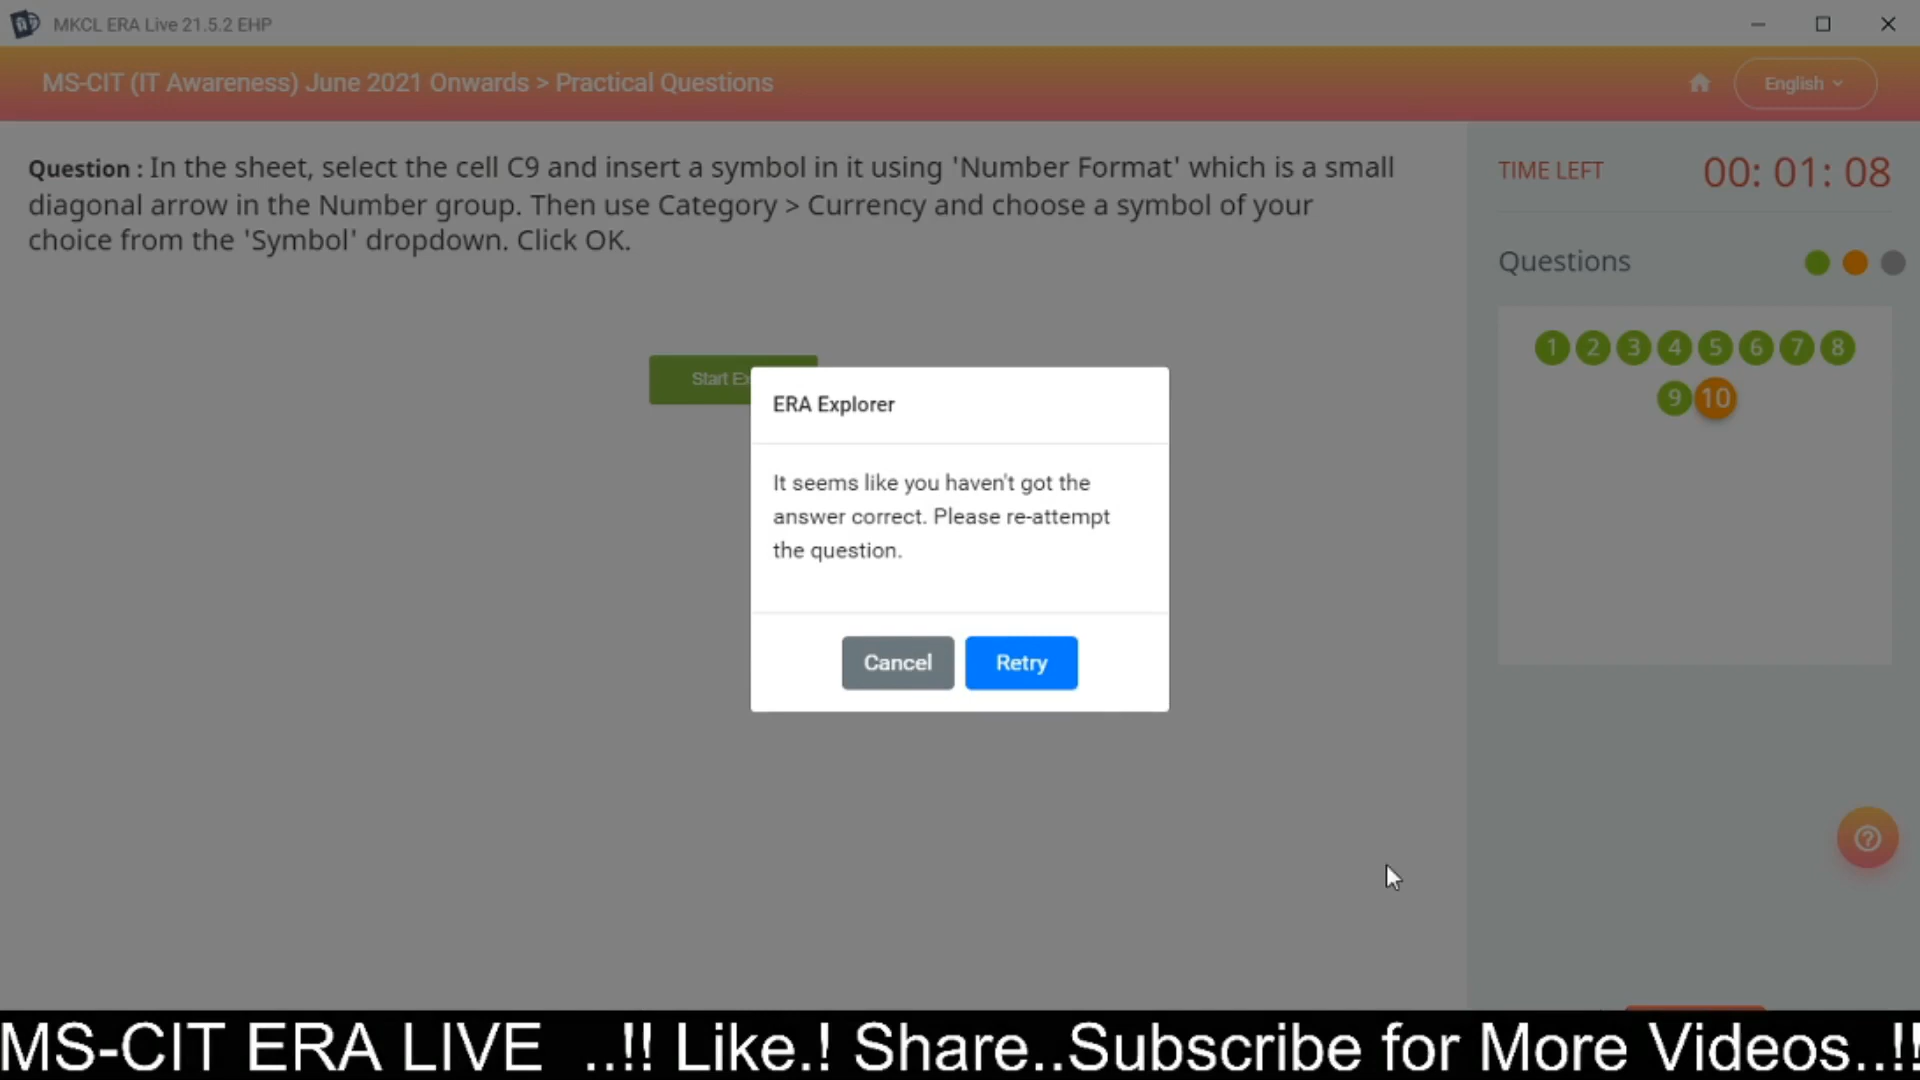 MKCL ERA Live 21.5.2 EHP
MS-CIT (IT Awareness) June 2021 Onwards > Practical Questions
English
Question : In the sheet, select the cell C9 and insert a symbol in it using 'Number Format' which is a small
diagonal arrow in the Number group. Then use Category > Currency and choose a symbol of your
choice from the 'Symbol' dropdown. Click OK.
TIME LEFT 00: 01: 08
Questions
1 2 3 4 5 6 7 8
9 10
Start Ex
ERA Explorer
It seems like you haven't got the
answer correct. Please re-attempt
the question.
Cancel Retry
MS-CIT ERA LIVE ..!! Like.! Share..Subscribe for More Videos..!!